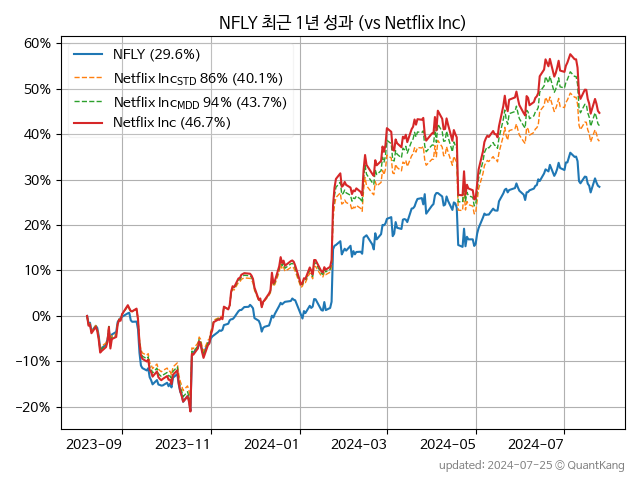 NFLY 최근 1년 성과 (vs Netflix Inc)
60%
50%
40%
30%
20%
10%
0%
−10%
−20%
NFLY (29.6%)
Netflix IncSTD 86% (40.1%)
Netflix IncMDD 94% (43.7%)
Netflix Inc (46.7%)
2023-09
2023-11
2024-01
2024-03
2024-05
2024-07
updated: 2024-07-25 © QuantKang